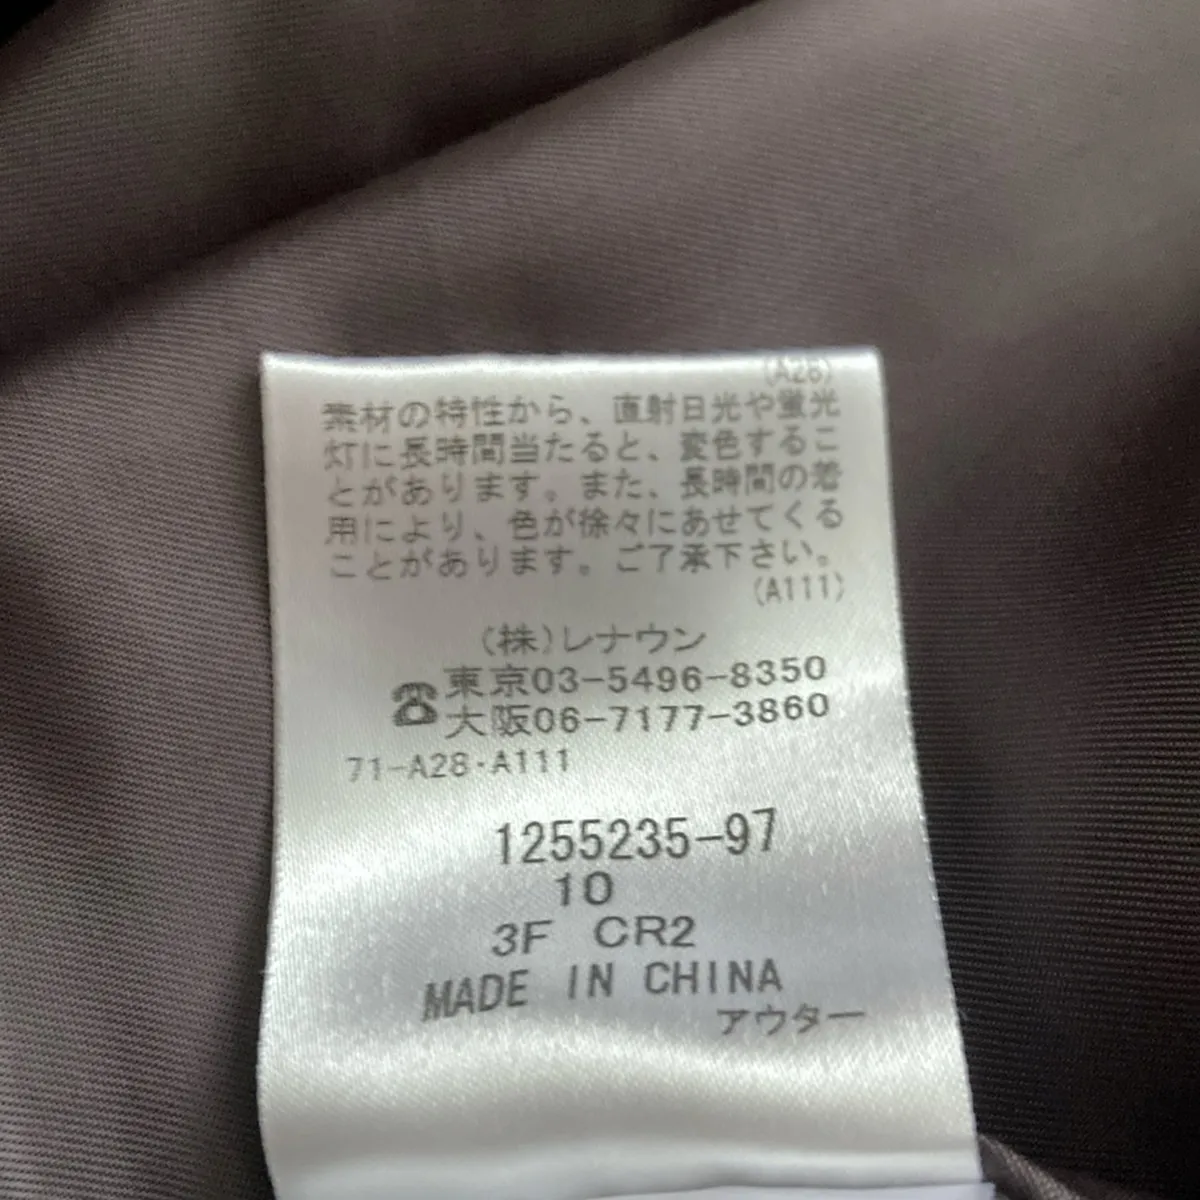 (A28)
素材の特性から、直射日光や蛍光
灯に長時間当たると、変色するこ
とがあります。また、長時間の着
用により、色が徐々にあせてくる
ことがあります。ご了承下さい。
(A111)
(株)レナウン
☎東京03-5496-8350
大阪06-7177-3860
71-A28・A111
1255235-97
10
3F CR2
MADE IN CHINA
アウター